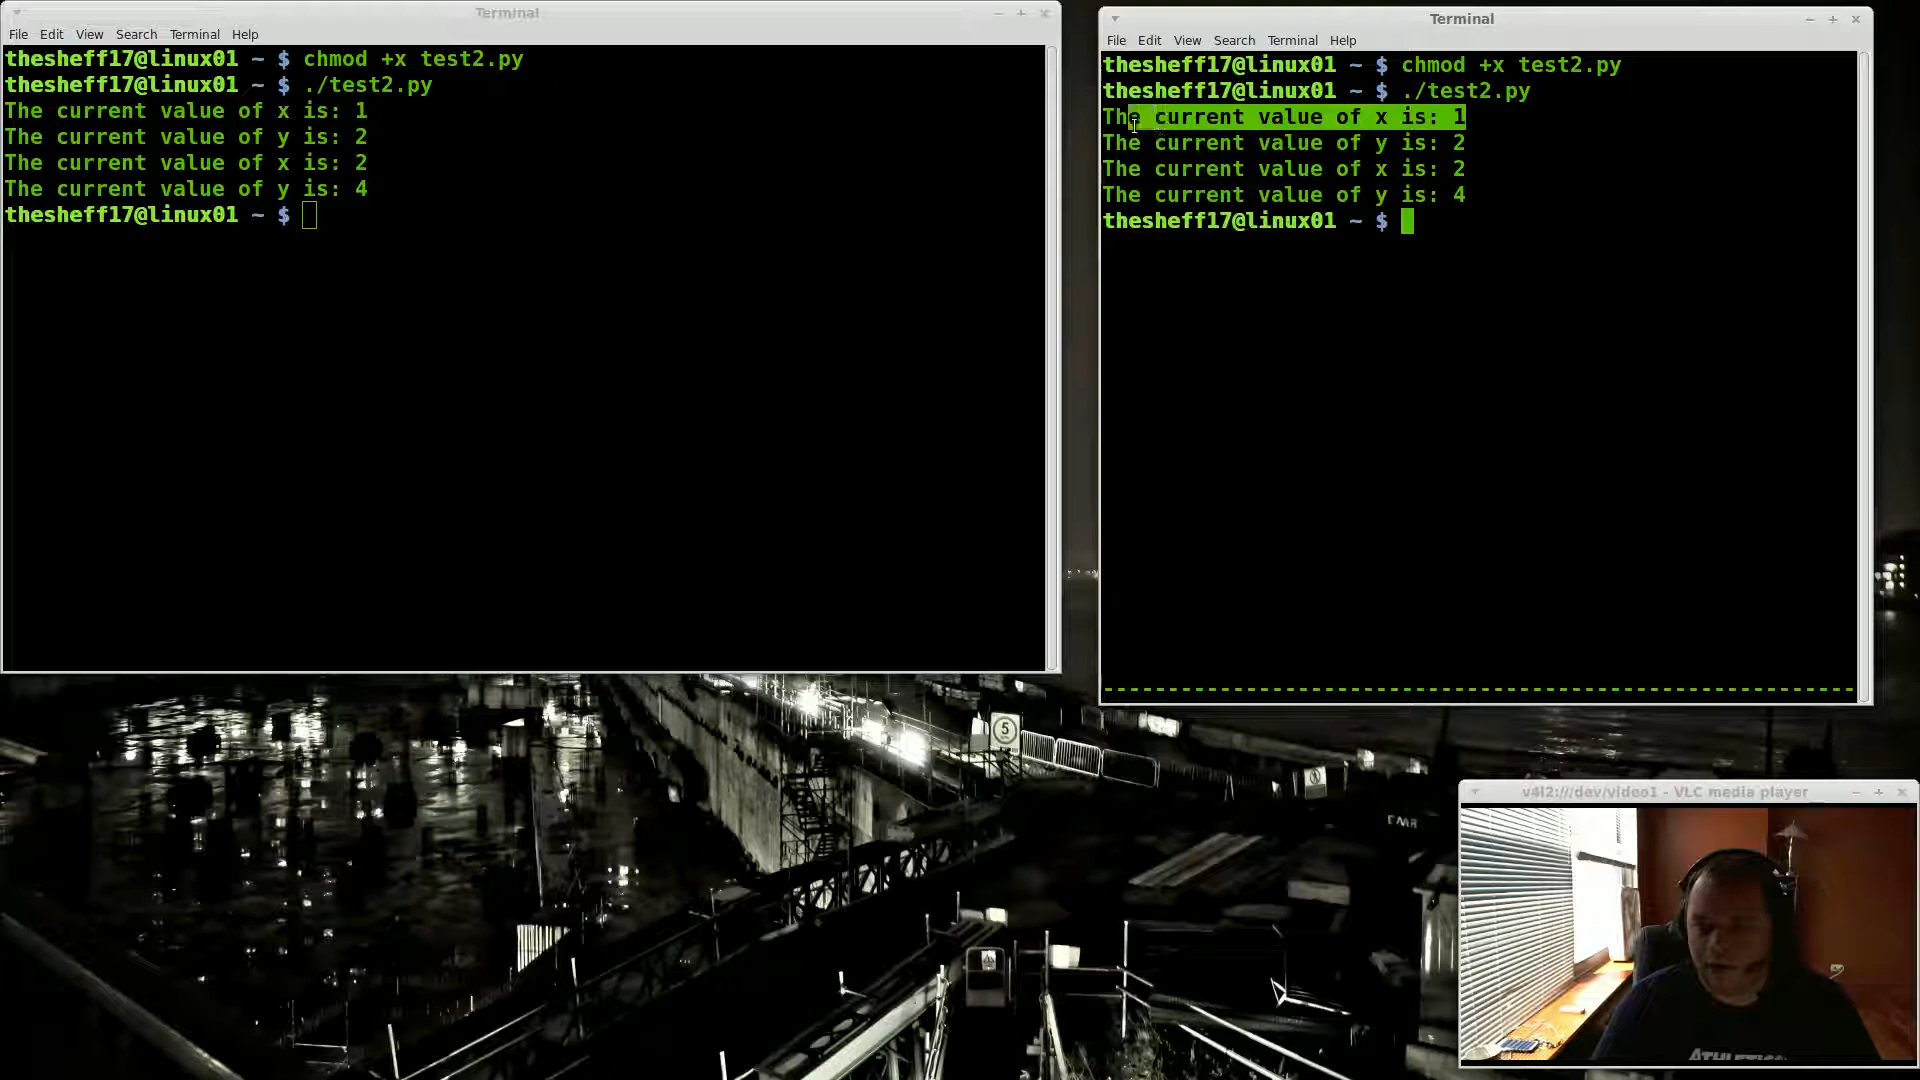 Terminal
File Edit View Search Terminal Help
thesheff17@linux01 ~ $ chmod +x test2.py
thesheff17@linux01 ~ $ ./test2.py
The current value of x is: 1
The current value of y is: 2
The current value of x is: 2
The current value of y is: 4
thesheff17@linux01 ~ $
Terminal
File Edit View Search Terminal Help
thesheff17@linux01 ~ $ chmod +x test2.py
thesheff17@linux01 ~ $ ./test2.py
The current value of x is: 1
The current value of y is: 2
The current value of x is: 2
The current value of y is: 4
thesheff17@linux01 ~ $
5
v4l2:///dev/video1 - VLC media player